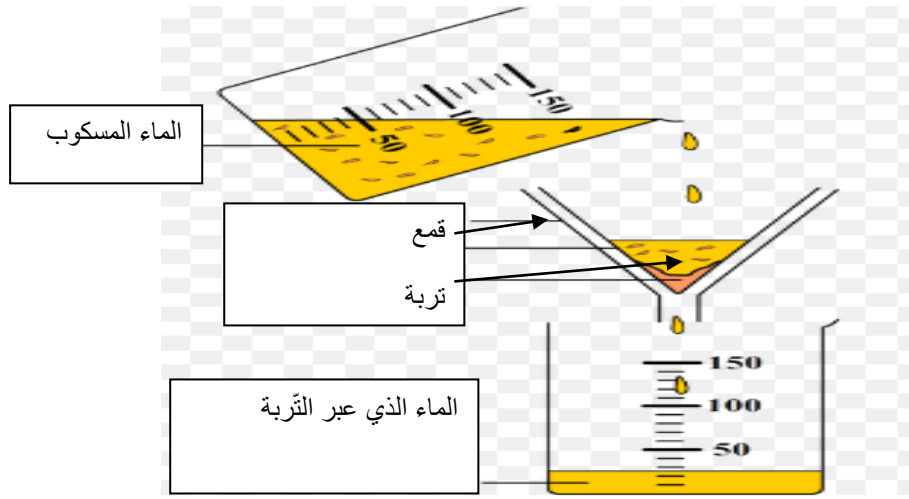 150
100
50
الماء المسكوب
قمع
تربة
150
100
50
الماء الذي عبر التّربة